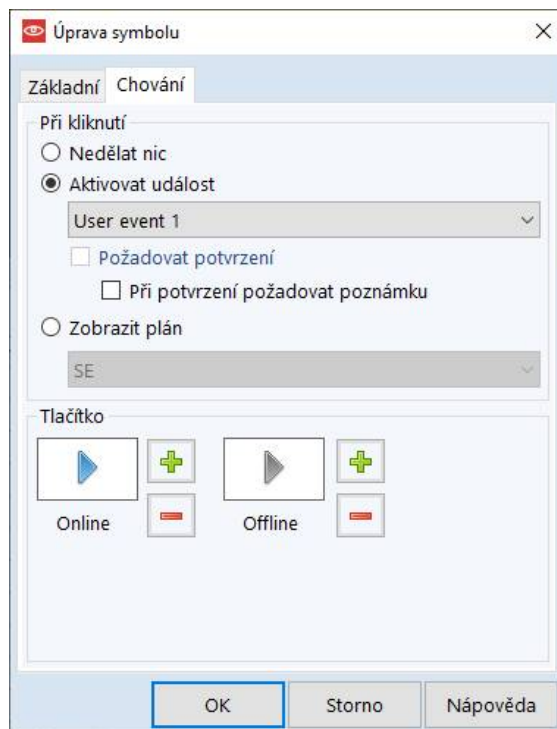 Úprava symbolu
Základní Chování
Při kliknutí
Nedělat nic
Aktivovat událost
User event 1
Požadovat potvrzení
Při potvrzení požadovat poznámku
Zobrazit plán
SE
Tlačítko
Online Offline
OK Storno Nápověda